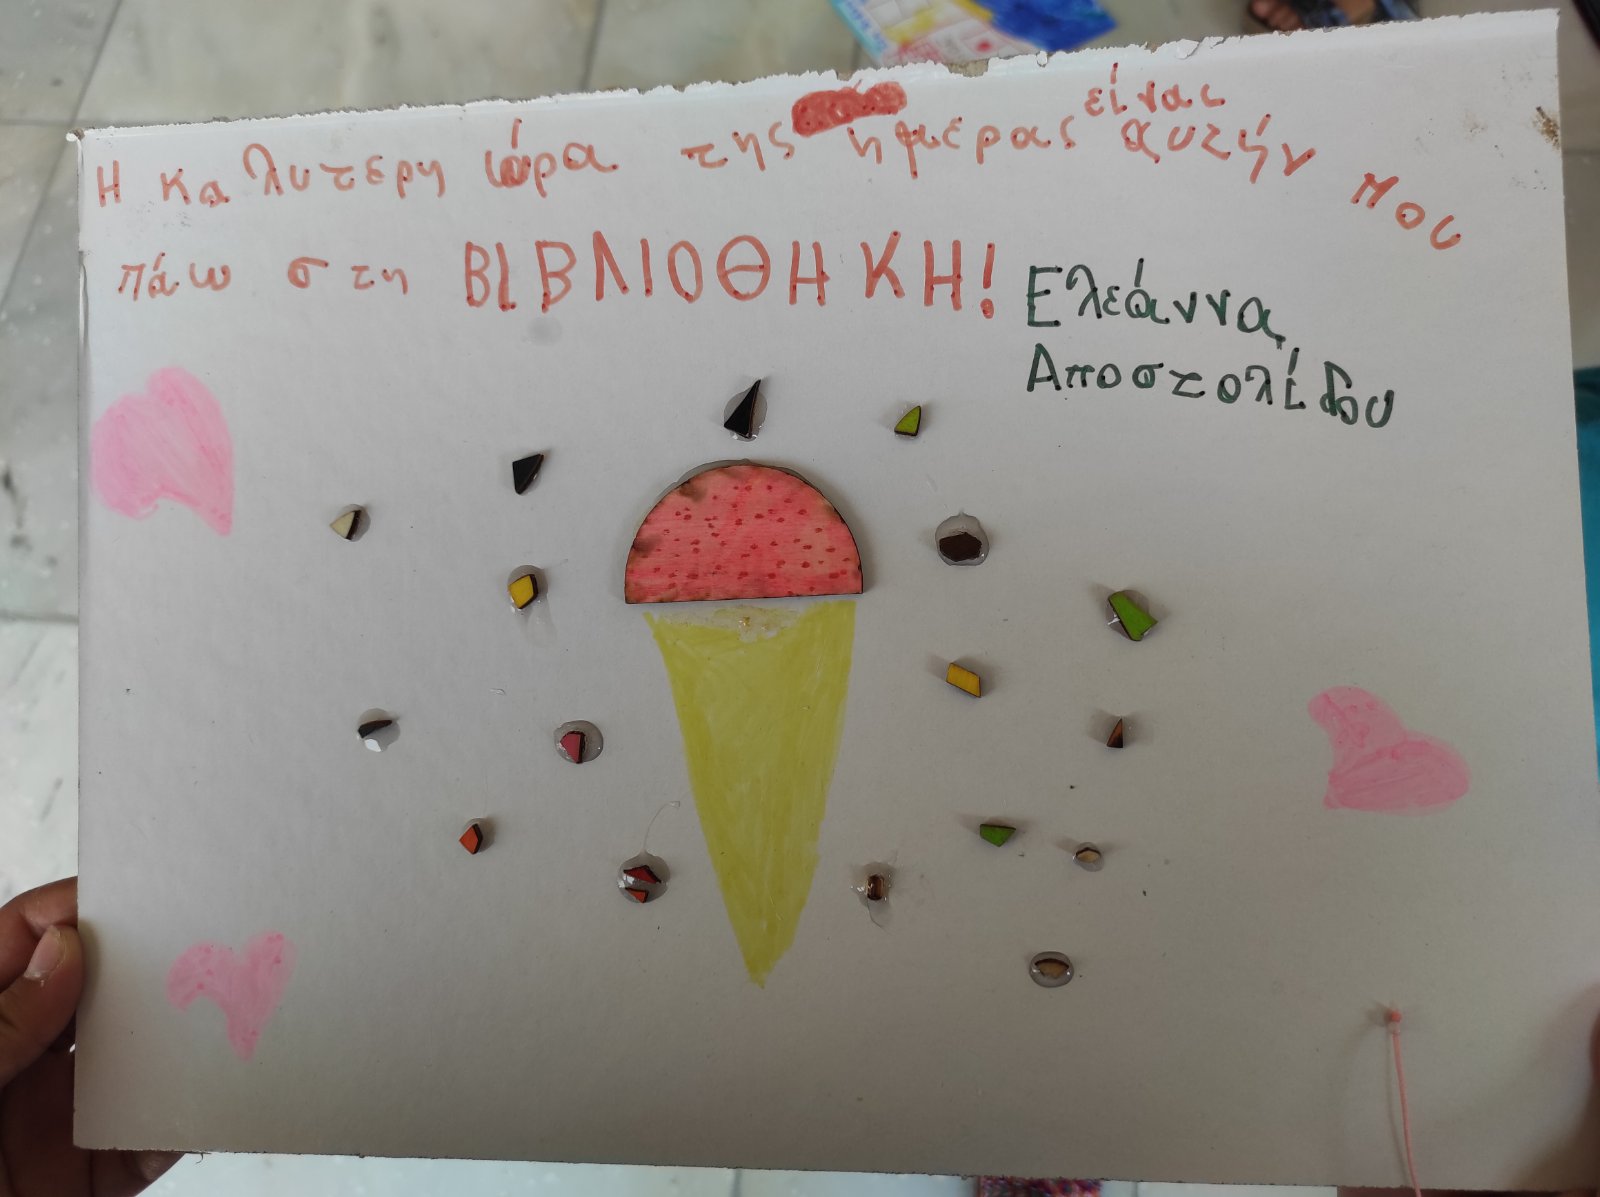 Η καλυτερη ώρα της ημέρας είναι αυτήν που
πάω στη ΒΙΒΛΙΟΘΗΚΗ!
Ελεάννα
Αποστολίδου